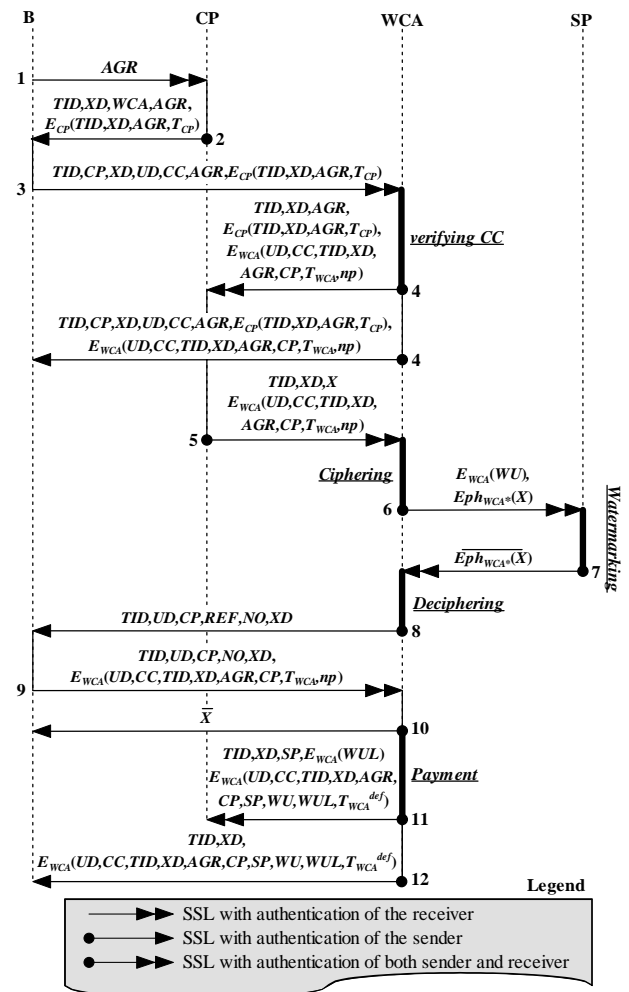 B CP WCA SP
1 AGR
TID,XD,WCA,AGR,
E_CP(TID,XD,AGR,T_CP)
2
3 TID,CP,XD,UD,CC,AGR,E_CP(TID,XD,AGR,T_CP)
TID,XD,AGR,
E_CP(TID,XD,AGR,T_CP),
E_WCA(UD,CC,TID,XD,
AGR,CP,T_WCA,np)
verifying CC
4
TID,CP,XD,UD,CC,AGR,E_CP(TID,XD,AGR,T_CP),
E_WCA(UD,CC,TID,XD,AGR,CP,T_WCA,np)
4
TID,XD,X
E_WCA(UD,CC,TID,XD,
AGR,CP,T_WCA,np)
5
Ciphering
6
E_WCA(WU),
Eph_WCA*(X)
Watermarking
E̅p̅h̅_WCA*(X̅)
7
Deciphering
TID,UD,CP,REF,NO,XD
8
TID,UD,CP,NO,XD,
E_WCA(UD,CC,TID,XD,AGR,CP,T_WCA,np)
9
X̅
10
TID,XD,SP,E_WCA(WUL)
E_WCA(UD,CC,TID,XD,AGR,
CP,SP,WU,WUL,T_WCA^def)
Payment
11
TID,XD,
E_WCA(UD,CC,TID,XD,AGR,CP,SP,WU,WUL,T_WCA^def)
12
Legend
SSL with authentication of the receiver
SSL with authentication of the sender
SSL with authentication of both sender and receiver